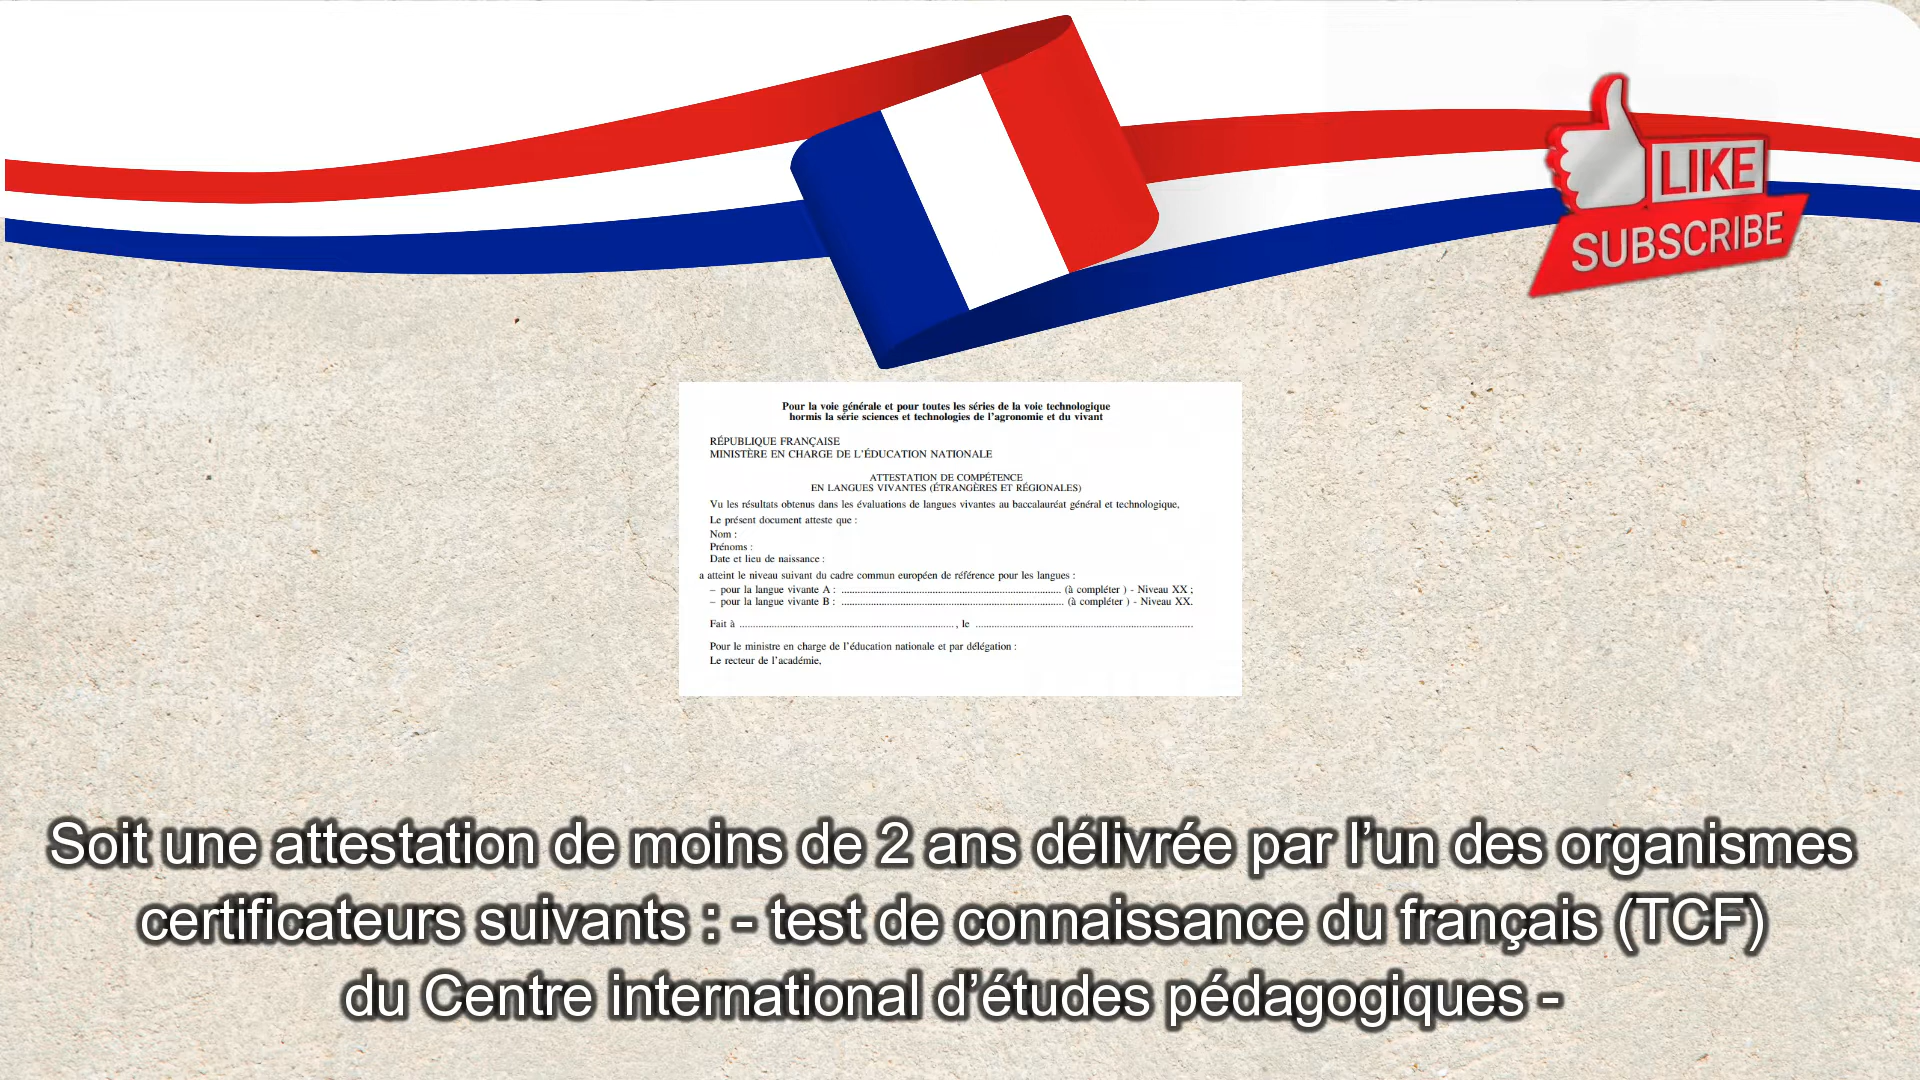 LIKE
SUBSCRIBE
Pour la voie générale et pour toutes les séries de la voie technologique
hormis la série sciences et technologies de l'agronomie et du vivant
RÉPUBLIQUE FRANÇAISE
MINISTÈRE EN CHARGE DE L'ÉDUCATION NATIONALE
ATTESTATION DE COMPÉTENCE
EN LANGUES VIVANTES (ÉTRANGÈRES ET RÉGIONALES)
Vu les résultats obtenus dans les évaluations de langues vivantes au baccalauréat général et technologique,
Le présent document atteste que :
Nom :
Prénoms :
Date et lieu de naissance :
a atteint le niveau suivant du cadre commun européen de référence pour les langues :
– pour la langue vivante A : ................................................................................ (à compléter ) - Niveau XX ;
– pour la langue vivante B : ................................................................................. (à compléter ) - Niveau XX.
Fait à ............................................................................... , le ................................................................................
Pour le ministre en charge de l'éducation nationale et par délégation :
Le recteur de l'académie,
Soit une attestation de moins de 2 ans délivrée par l’un des organismes
certificateurs suivants : - test de connaissance du français (TCF)
du Centre international d’études pédagogiques -